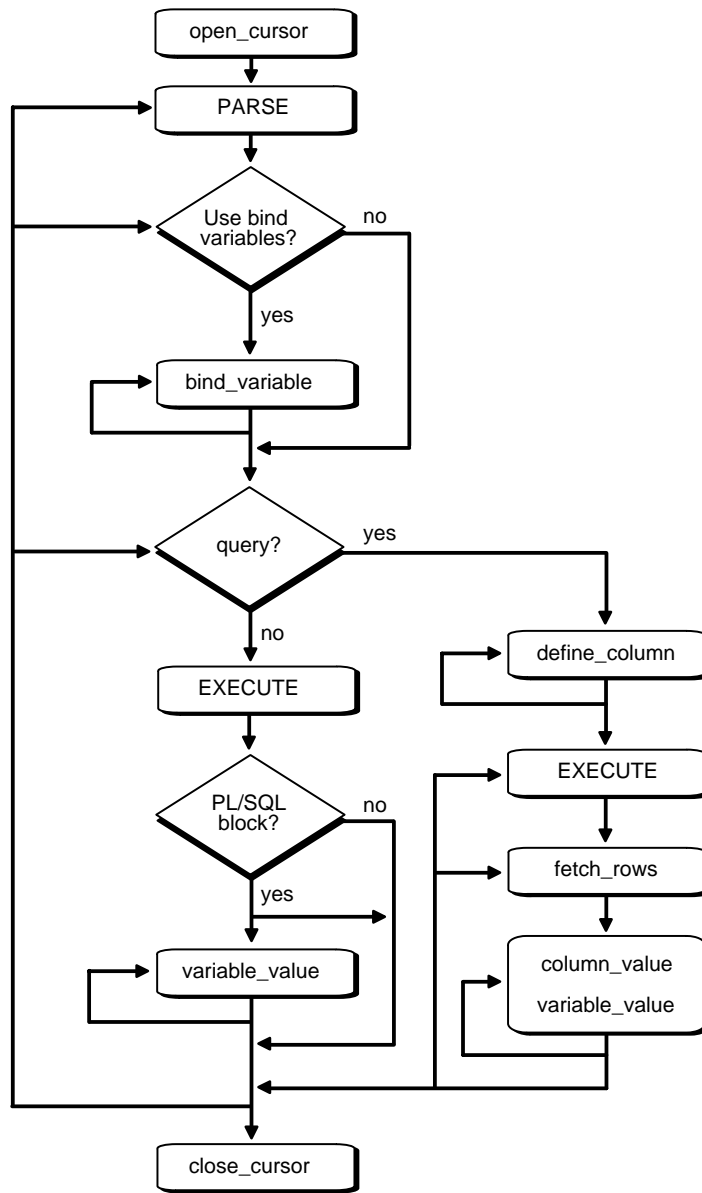 open_cursor
PARSE
Use bind
variables?
no
yes
bind_variable
query?
yes
no
define_column
EXECUTE
EXECUTE
PL/SQL
block?
no
yes
fetch_rows
variable_value
column_value
variable_value
close_cursor